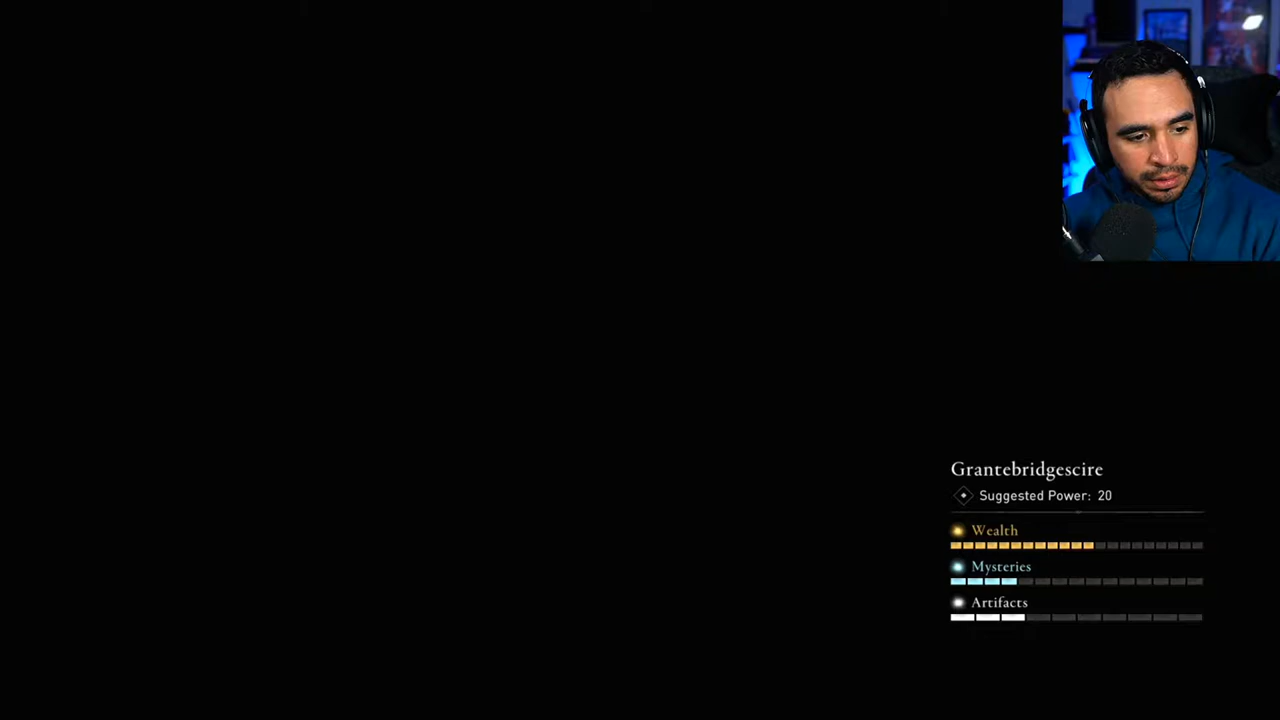 Grantebridgescire
Suggested Power: 20
Wealth
Mysteries
Artifacts